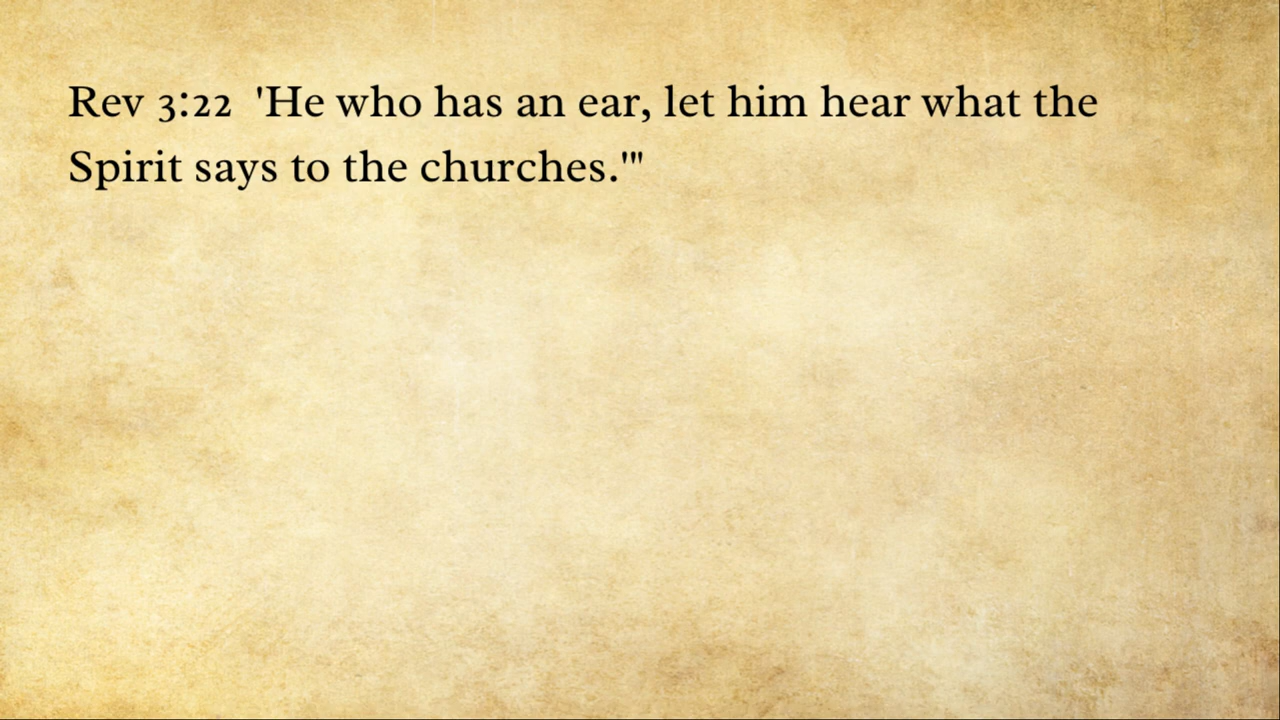 Rev 3:22  'He who has an ear, let him hear what the
Spirit says to the churches.'"